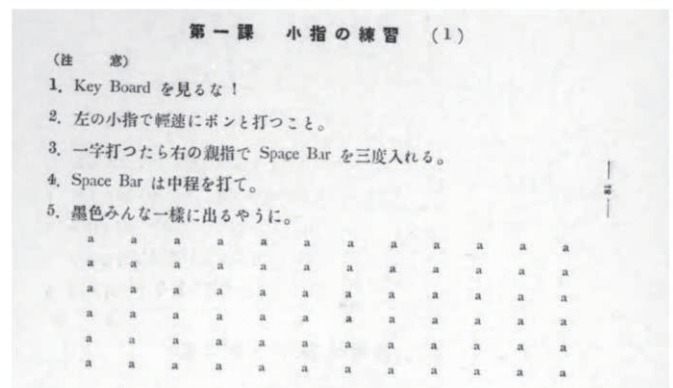 第一課　小指の練習　(1)
(注　意)
1. Key Board を見るな！
2. 左の小指で輕速にポンと打つこと。
3. 一字打つたら右の親指で Space Bar を三度入れる。
4. Space Bar は中程を打て。
5. 墨色みんな一様に出るやうに。
a a a a a a a a a a a a
a a a a a a a a a a a a
a a a a a a a a a a a a
a a a a a a a a a a a a
a a a a a a a a a a a a
a a a a a a a a a a a a